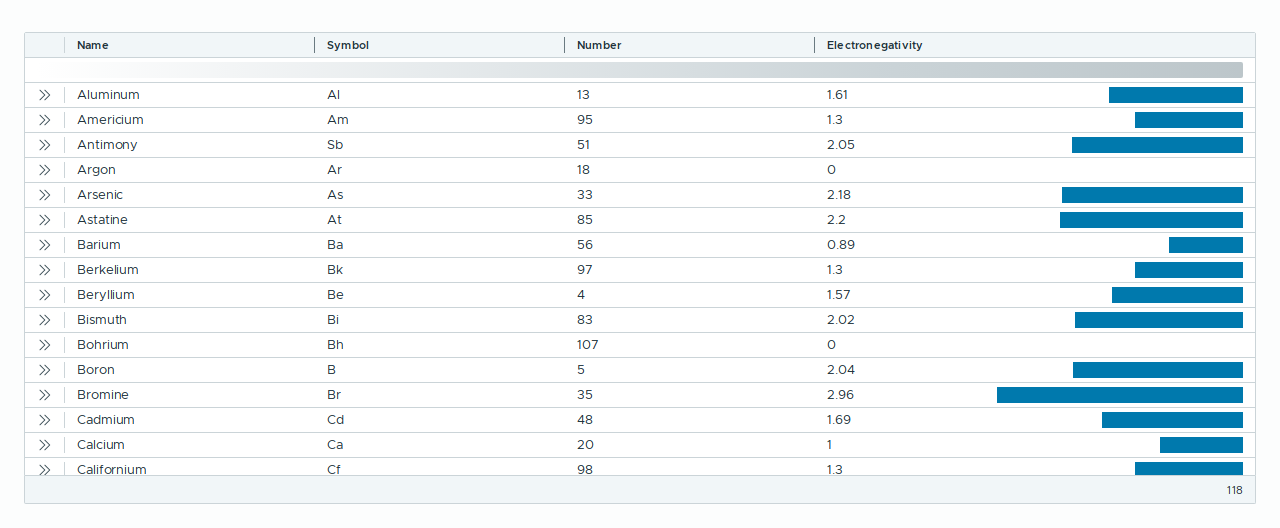 Name Symbol Number Electronegativity
Aluminum Al 13 1.61
Americium Am 95 1.3
Antimony Sb 51 2.05
Argon Ar 18 0
Arsenic As 33 2.18
Astatine At 85 2.2
Barium Ba 56 0.89
Berkelium Bk 97 1.3
Beryllium Be 4 1.57
Bismuth Bi 83 2.02
Bohrium Bh 107 0
Boron B 5 2.04
Bromine Br 35 2.96
Cadmium Cd 48 1.69
Calcium Ca 20 1
Californium Cf 98 1.3
118